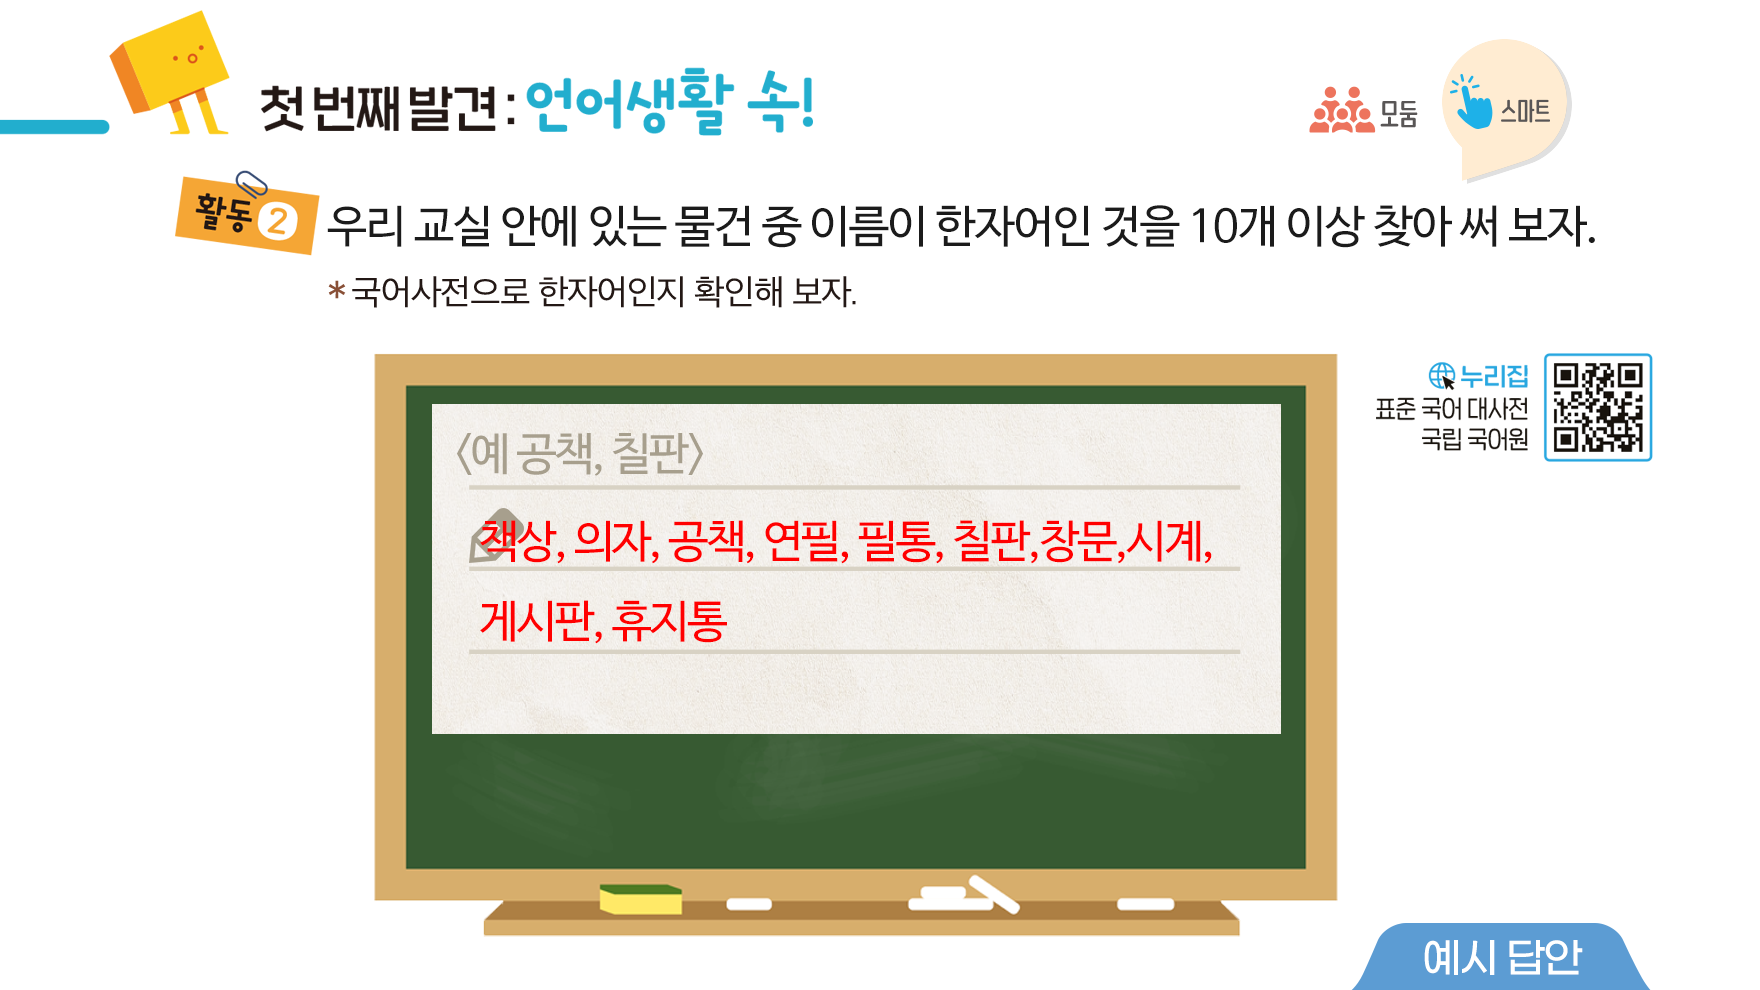 첫 번째 발견 : 언어생활 속!
모둠
스마트
활동 2
우리 교실 안에 있는 물건 중 이름이 한자어인 것을 10개 이상 찾아 써 보자.
* 국어사전으로 한자어인지 확인해 보자.
누리집
표준 국어 대사전
국립 국어원
<예 공책, 칠판>
책상, 의자, 공책, 연필, 필통, 칠판,창문,시계,
게시판, 휴지통
예시 답안